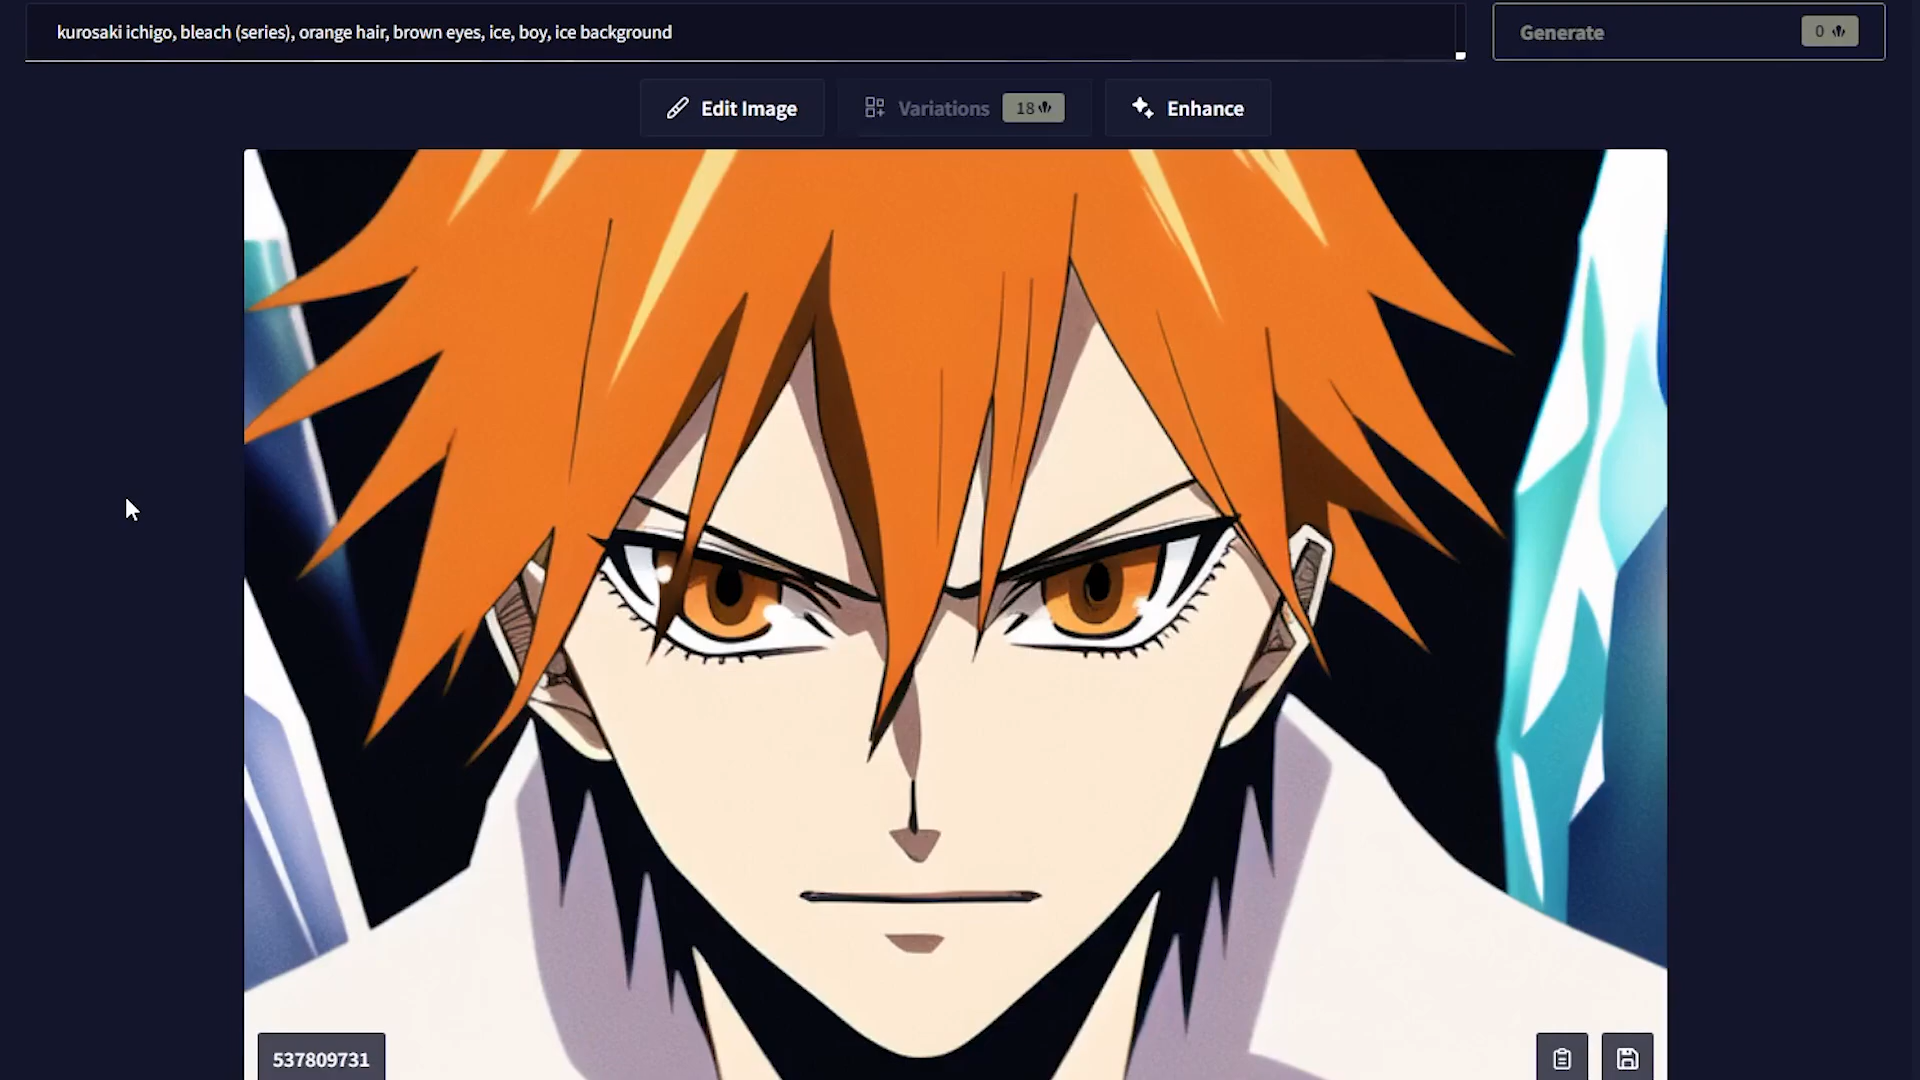 kurosaki ichigo, bleach (series), orange hair, brown eyes, ice, boy, ice background
Generate 0
Edit Image
Variations 18
Enhance
537809731